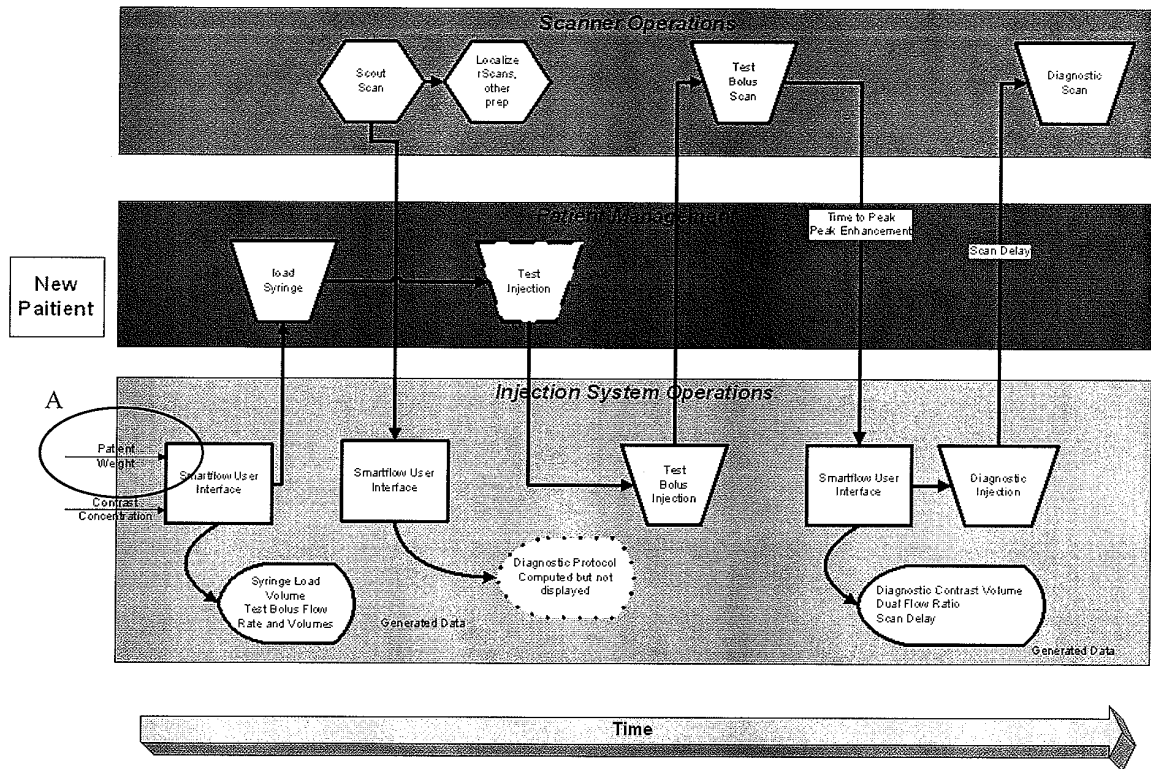 Scanner Operations
Scout
Scan
Localize
rScans,
other
prep
Test
Bolus
Scan
Diagnostic
Scan
Patient Management
New
Paitient
load
Syringe
Test
Injection
Time to Peak
Peak Enhancement
Scan Delay
Injection System Operations
A
Patient
Weight
Contrast
Concentration
Smartflow User
Interface
Smartflow User
Interface
Test
Bolus
Injection
Smartflow User
Interface
Diagnostic
Injection
Syringe Load
Volume
Test Bolus Flow
Rate and Volumes
Generated Data
Diagnostic Protocol
Computed but not
displayed
Diagnostic Contrast Volume
Dual Flow Ratio
Scan Delay
Generated Data
Time